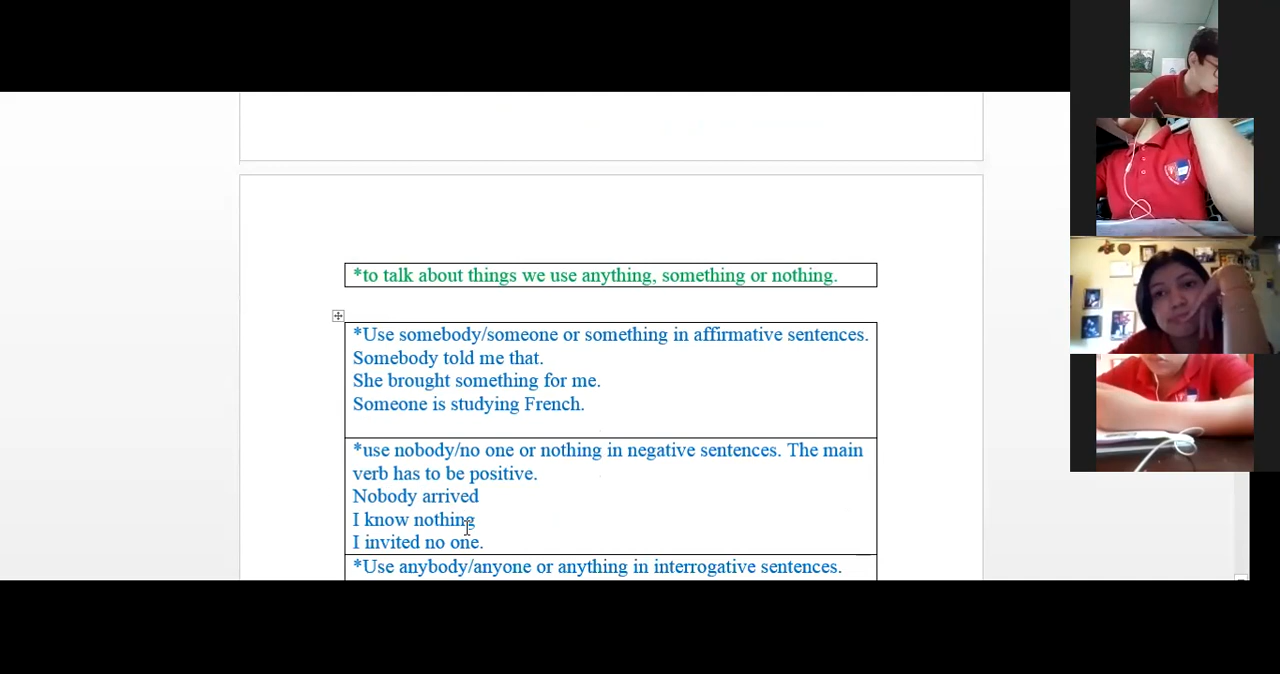 *to talk about things we use anything, something or nothing.
*Use somebody/someone or something in affirmative sentences.
Somebody told me that.
She brought something for me.
Someone is studying French.
*use nobody/no one or nothing in negative sentences. The main
verb has to be positive.
Nobody arrived
I know nothing
I invited no one.
*Use anybody/anyone or anything in interrogative sentences.